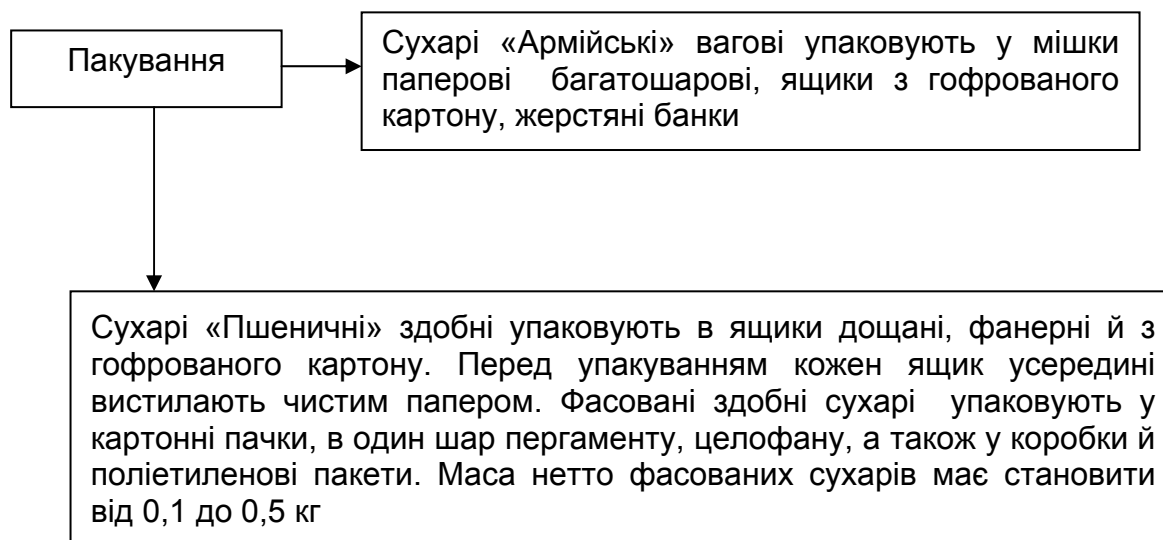 Пакування
Сухарі «Армійські» вагові упаковують у мішки
паперові багатошарові, ящики з гофрованого
картону, жерстяні банки
Сухарі «Пшеничні» здобні упаковують в ящики дощані, фанерні й з
гофрованого картону. Перед упакуванням кожен ящик усередині
вистилають чистим папером. Фасовані здобні сухарі упаковують у
картонні пачки, в один шар пергаменту, целофану, а також у коробки й
поліетиленові пакети. Маса нетто фасованих сухарів має становити
від 0,1 до 0,5 кг